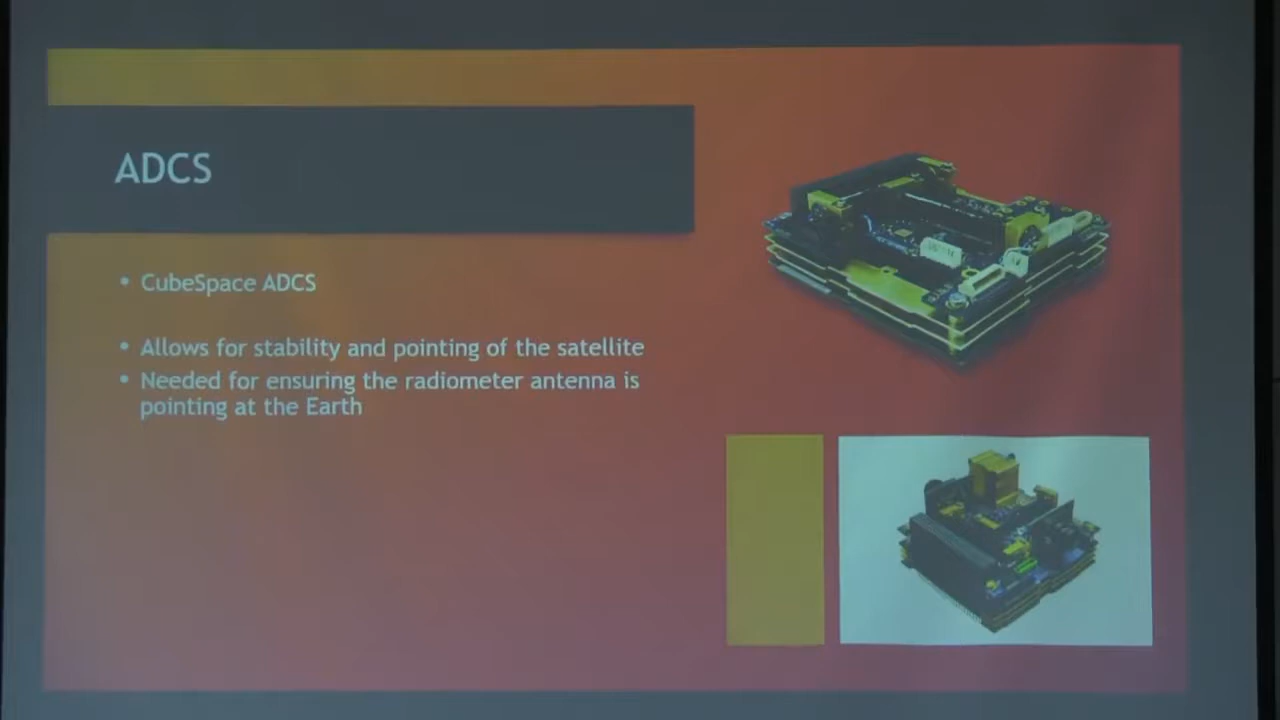 ADCS
• CubeSpace ADCS
• Allows for stability and pointing of the satellite
• Needed for ensuring the radiometer antenna is
pointing at the Earth